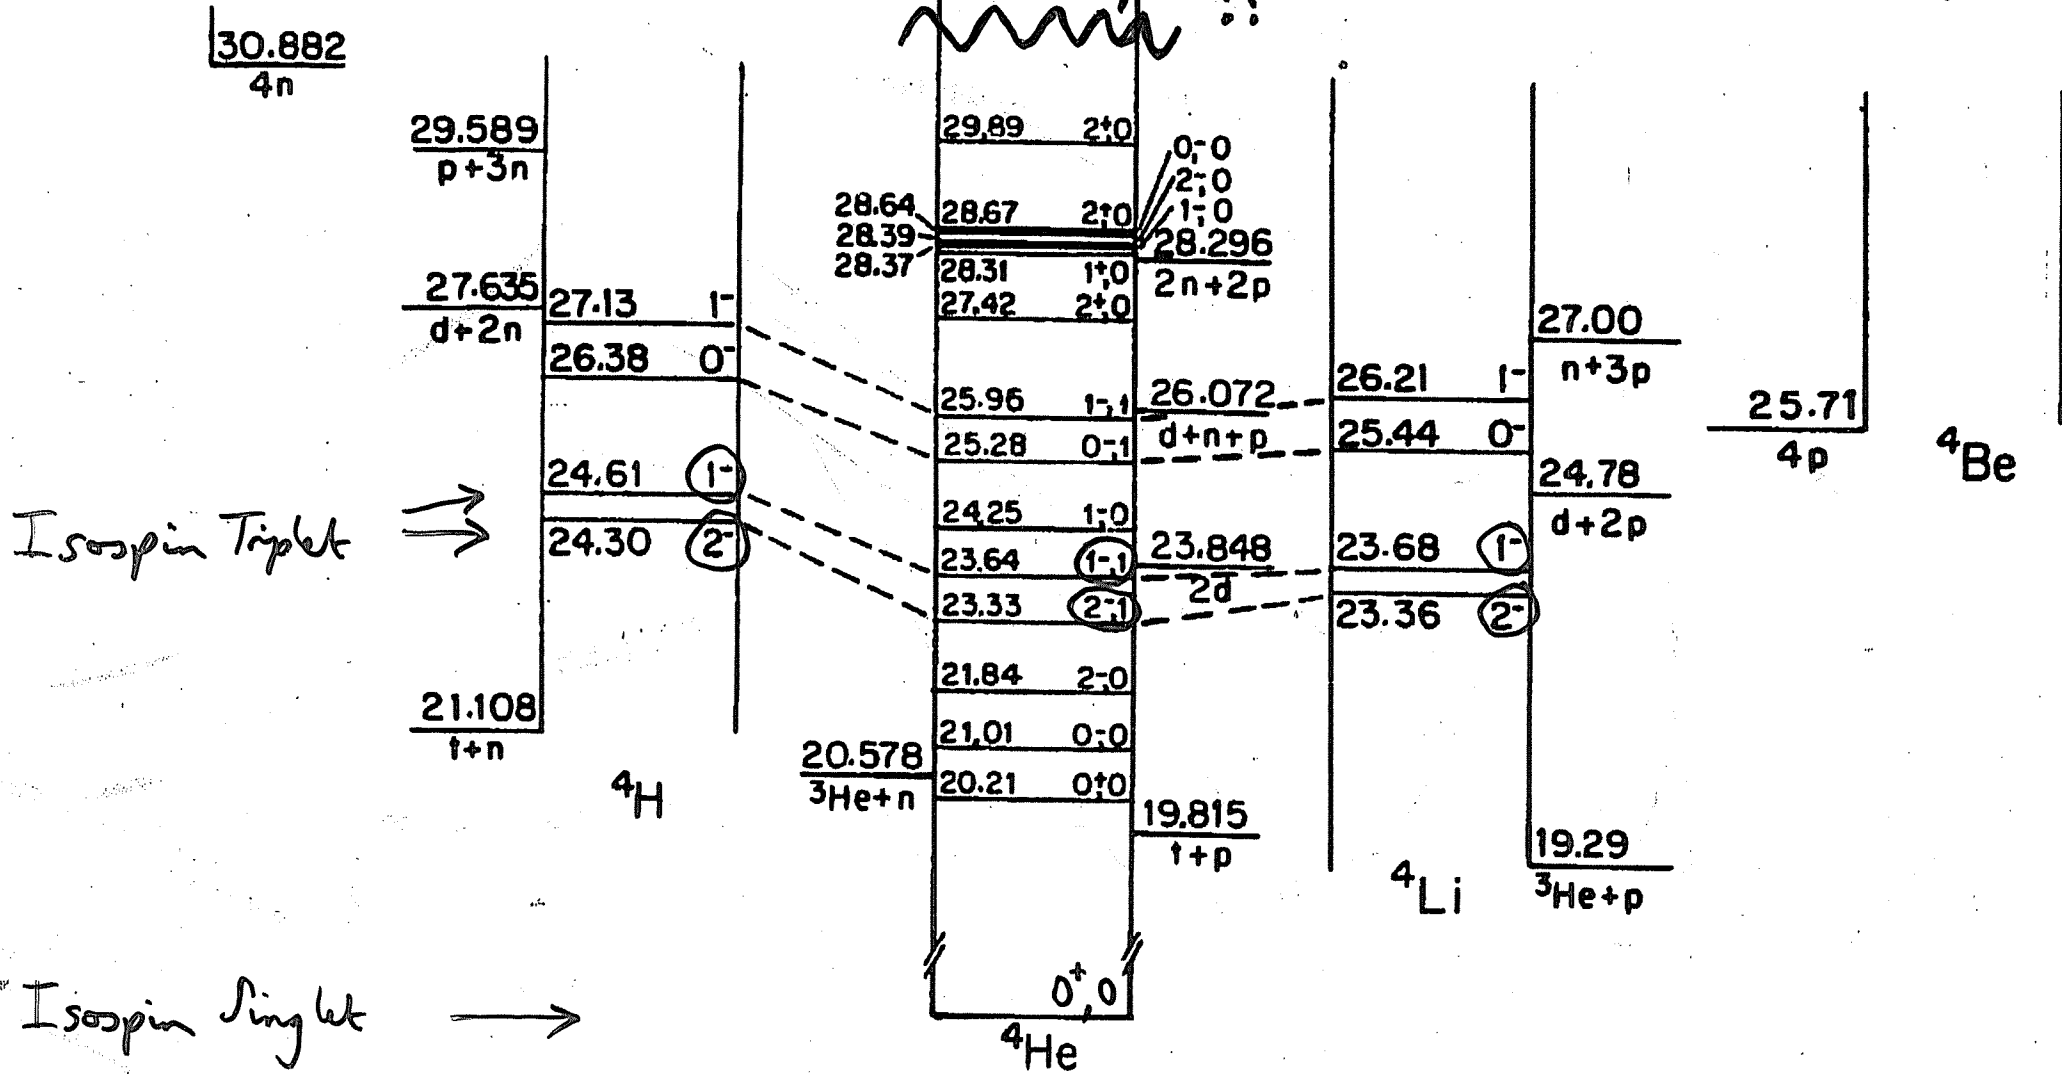 30.882
4n
29.589
p+3n
27.635
d+2n
27.13 1⁻
26.38 0⁻
24.61 1⁻
24.30 2⁻
Isospin Triplet
21.108
t+n
⁴H
29,89 2⁺,0
0,⁻0
2⁻,0
1⁻,0
28.64
28.39
28.37
28.67 2⁺,0
28.296
2n+2p
28.31 1⁺,0
27,42 2⁺,0
25.96 1⁻,1
26.072
d+n+p
25.28 0⁻,1
24,25 1⁻,0
23.64 1⁻,1
23.848
2d
23.33 2⁻,1
21.84 2⁻,0
21,01 0⁻,0
20.578
³He+n
20.21 0⁺,0
19.815
t+p
Isospin Singlet
0⁺,0
⁴He
26.21 1⁻
25.44 0⁻
23.68 1⁻
23.36 2⁻
⁴Li
27.00
n+3p
24.78
d+2p
19.29
³He+p
25.71
4p
⁴Be